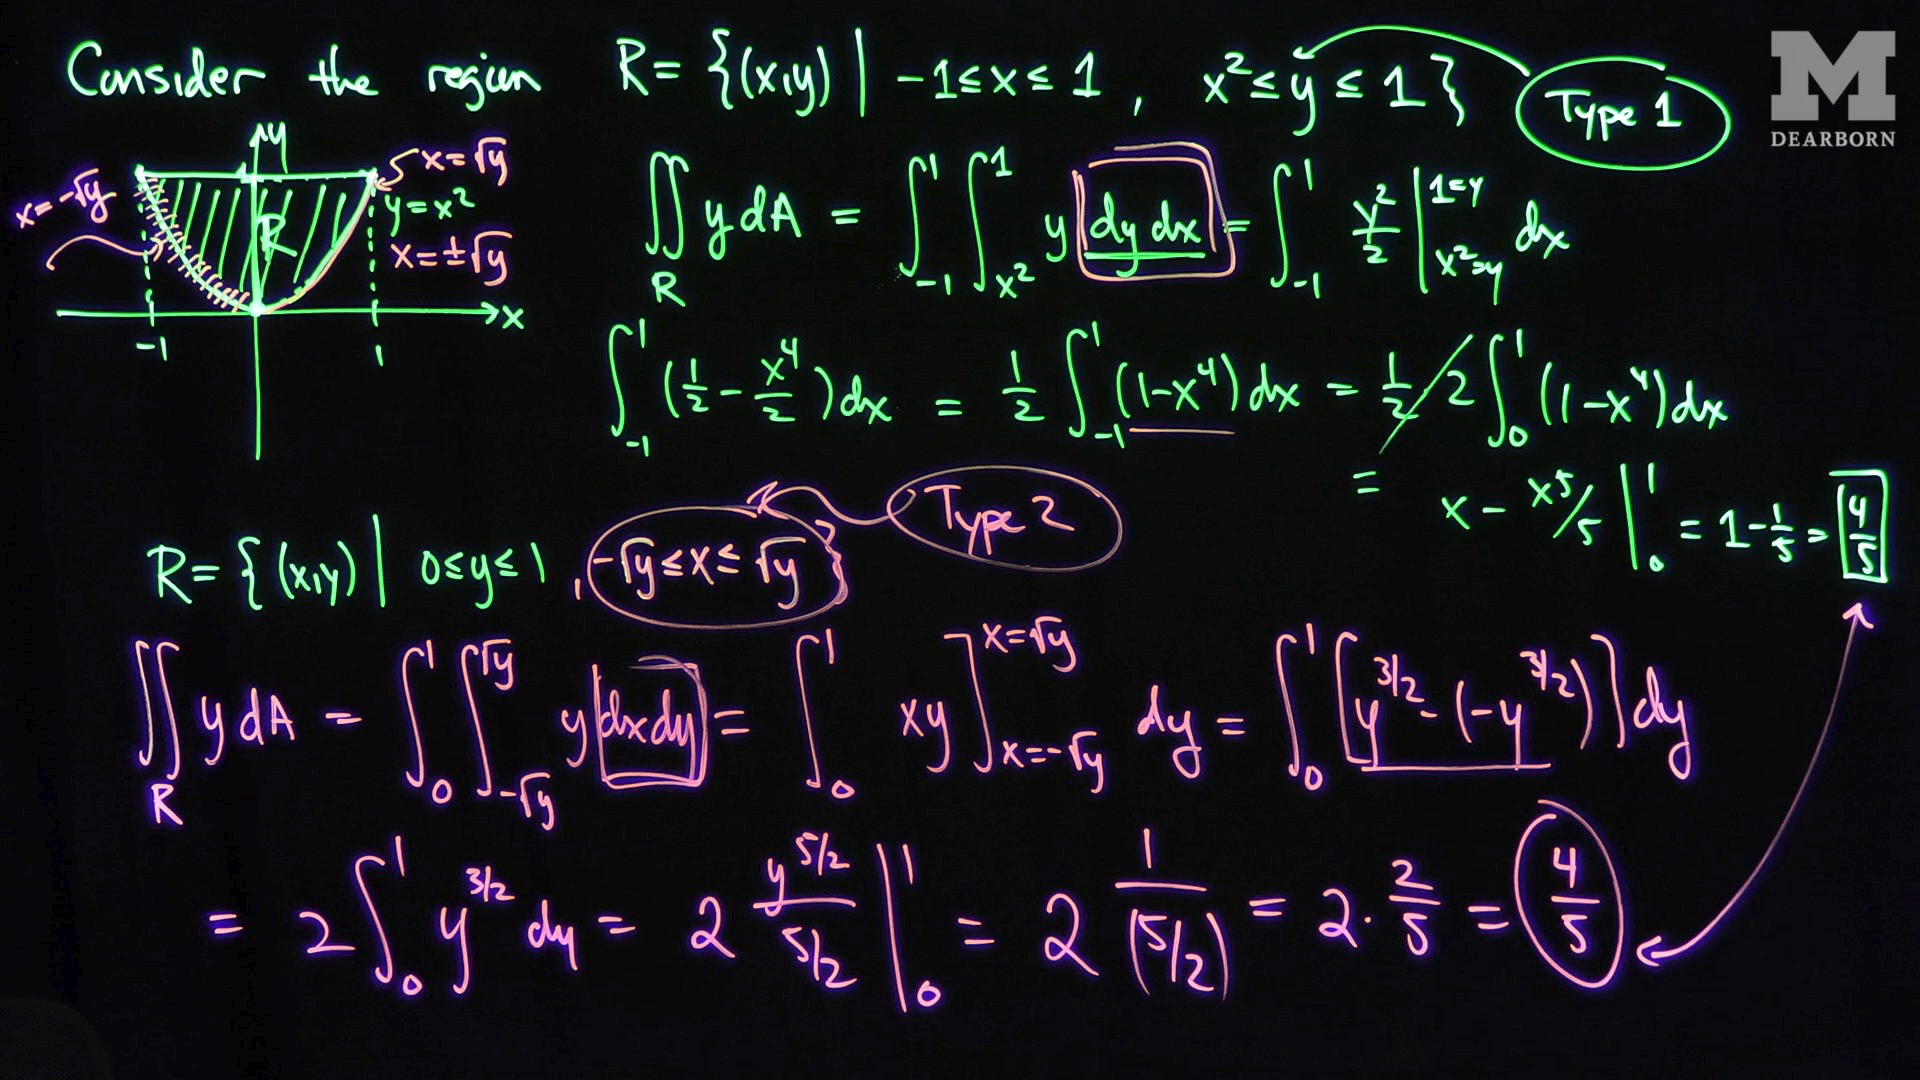 Consider the region R = {(x,y) | -1 ≤ x ≤ 1 , x² ≤ y ≤ 1 }
Type 1
M
DEARBORN
y
x = √y
x = -√y
y = x²
R
x = ±√y
x
-1
1
1
∬_R y dA = ∫_{-1}^{1} ∫_{x²}^{1} y dy dx = ∫_{-1}^{1} y²/2 |_{x²=y}^{1=y} dx
∫_{-1}^{1} (1/2 - x⁴/2) dx = 1/2 ∫_{-1}^{1} (1-x⁴) dx = 1/2 2 ∫_0^1 (1-x⁴) dx
= x - x⁵/5 |_0^1 = 1 - 1/5 = 4/5
Type 2
R = {(x,y) | 0 ≤ y ≤ 1 , -√y ≤ x ≤ √y }
∬_R y dA = ∫_0^1 ∫_{-√y}^{√y} y dx dy = ∫_0^1 xy ]_{x=-√y}^{x=√y} dy = ∫_0^1 [y^{3/2} - (-y^{3/2})] dy
= 2 ∫_0^1 y^{3/2} dy = 2 y^{5/2}/5/2 |_0^1 = 2 1/(5/2) = 2 · 2/5 = 4/5